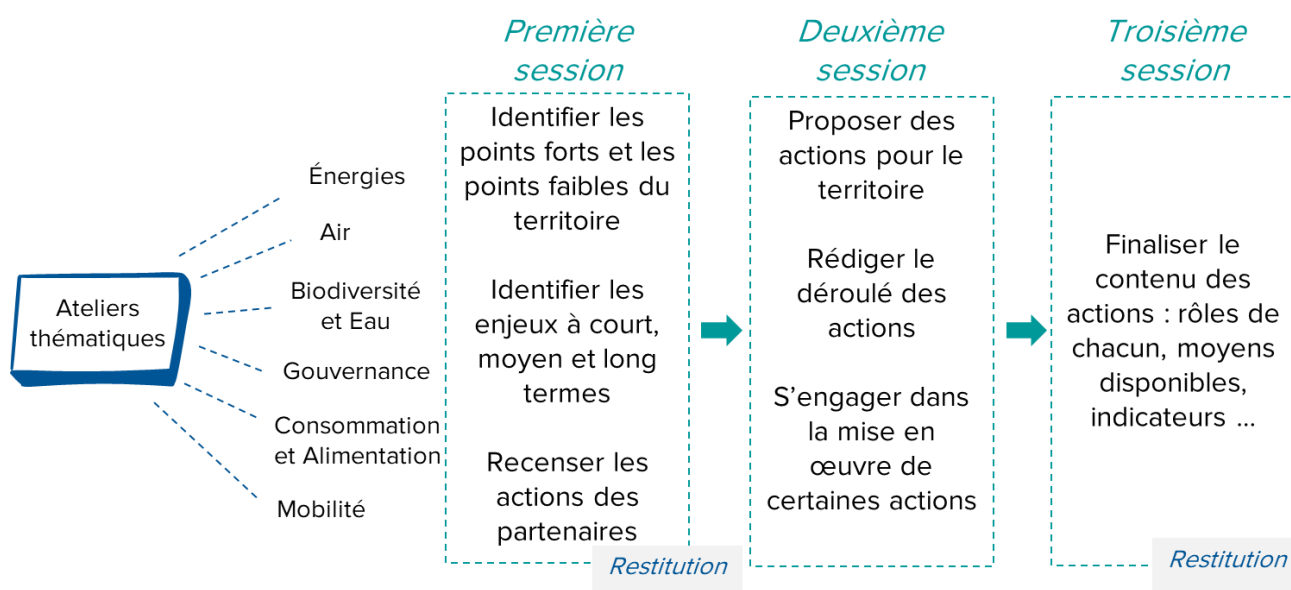 Ateliers
thématiques
Énergies
Air
Biodiversité
et Eau
Gouvernance
Consommation
et Alimentation
Mobilité
Première
session
Identifier les
points forts et les
points faibles du
territoire
Identifier les
enjeux à court,
moyen et long
termes
Recenser les
actions des
partenaires
Restitution
Deuxième
session
Proposer des
actions pour le
territoire
Rédiger le
déroulé des
actions
S’engager dans
la mise en
œuvre de
certaines actions
Troisième
session
Finaliser le
contenu des
actions : rôles de
chacun, moyens
disponibles,
indicateurs ...
Restitution